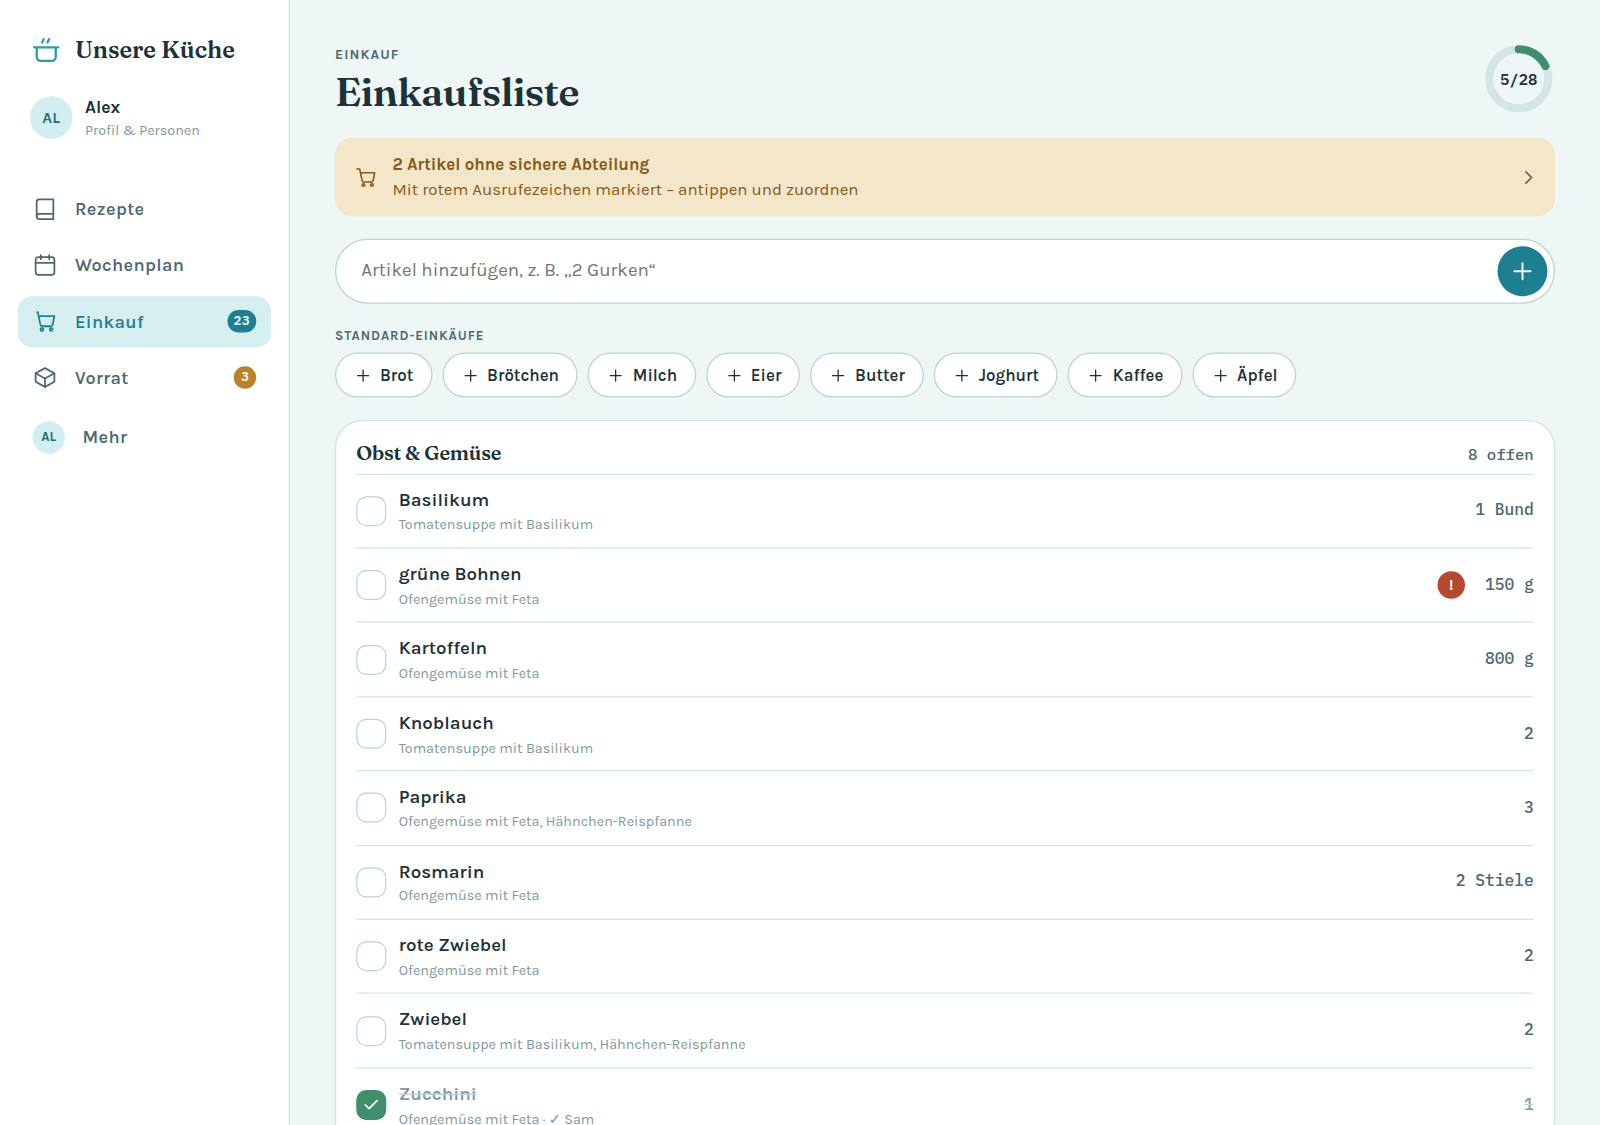 Unsere Küche
AL
Alex
Profil & Personen
Rezepte
Wochenplan
Einkauf
23
Vorrat
3
AL
Mehr
EINKAUF
Einkaufsliste
5/28
2 Artikel ohne sichere Abteilung
Mit rotem Ausrufezeichen markiert – antippen und zuordnen
Artikel hinzufügen, z. B. „2 Gurken“
STANDARD-EINKÄUFE
Brot
Brötchen
Milch
Eier
Butter
Joghurt
Kaffee
Äpfel
Obst & Gemüse
8 offen
Basilikum
Tomatensuppe mit Basilikum
1 Bund
grüne Bohnen
Ofengemüse mit Feta
!
150 g
Kartoffeln
Ofengemüse mit Feta
800 g
Knoblauch
Tomatensuppe mit Basilikum
2
Paprika
Ofengemüse mit Feta, Hähnchen-Reispfanne
3
Rosmarin
Ofengemüse mit Feta
2 Stiele
rote Zwiebel
Ofengemüse mit Feta
2
Zwiebel
Tomatensuppe mit Basilikum, Hähnchen-Reispfanne
2
Zucchini
Ofengemüse mit Feta · ✓ Sam
1